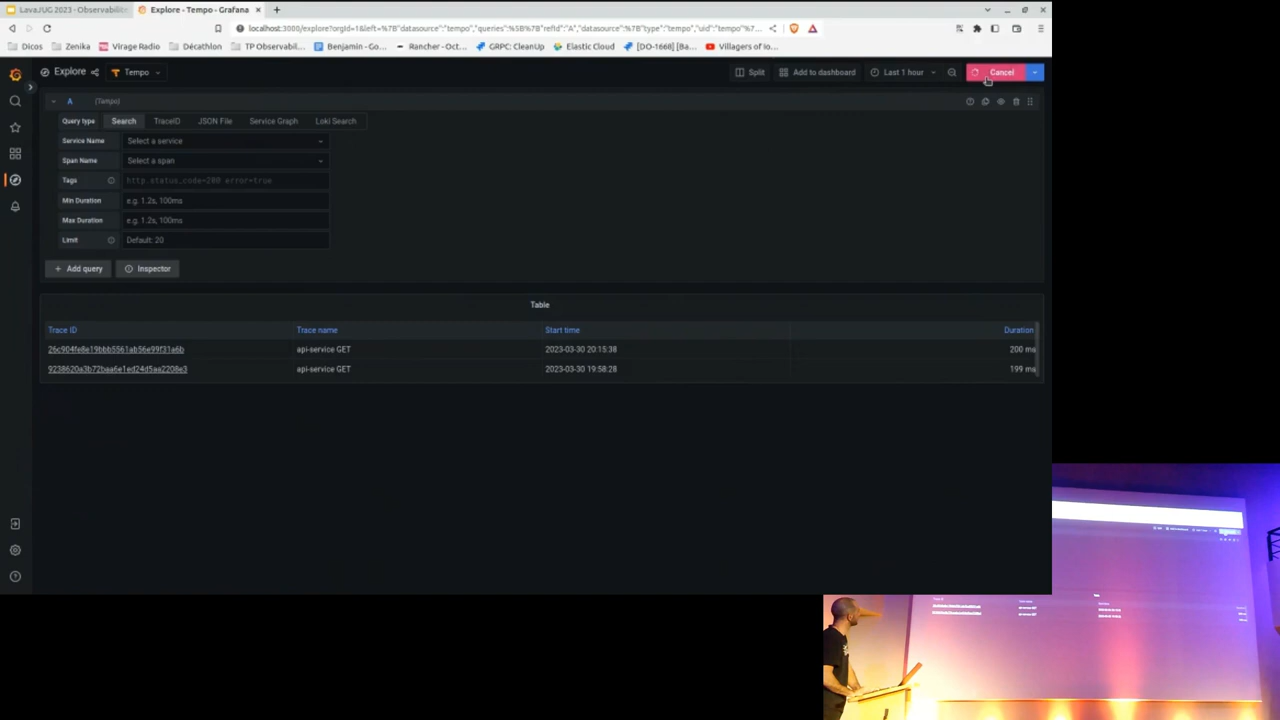 LavaJUG 2023 - Observabilité
Explore - Tempo - Grafana
localhost:3000/explore?orgId=1&left=%7B"datasource":"tempo","queries":%5B%7B"refId":"A","datasource":%7B"type":"tempo","uid":"tempo"%7...
Dicos
Zenika
Virage Radio
Décathlon
TP Observabil...
Benjamin - Go...
Rancher - Oct...
GRPC: CleanUp
Elastic Cloud
[DO-1668] [Ba...
Villagers of Io...
Explore
Tempo
Split
Add to dashboard
Last 1 hour
Cancel
A
(Tempo)
Query type
Search
TraceID
JSON File
Service Graph
Loki Search
Service Name
Select a service
Span Name
Select a span
Tags
http.status_code=200 error=true
Min Duration
e.g. 1.2s, 100ms
Max Duration
e.g. 1.2s, 100ms
Limit
Default: 20
+ Add query
Inspector
Table
Trace ID
Trace name
Start time
Duration
26c904fe8e19bbb5561ab56e99f31a6b
api-service GET
2023-03-30 20:15:38
200 ms
9238620a3b72baa6e1ed24d5aa2208e3
api-service GET
2023-03-30 19:58:28
199 ms